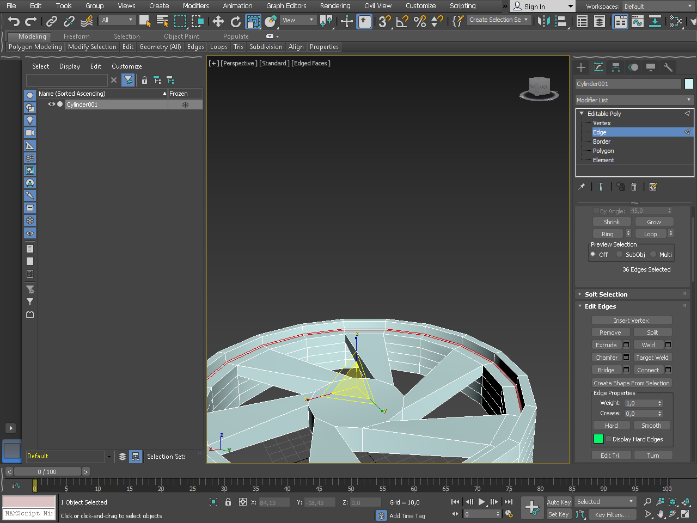 File Edit Tools Group Views Create Modifiers Animation Graph Editors Rendering Civil View Customize Scripting Sign In Workspaces: Default
All View Create Selection Se
Modeling Freeform Selection Object Paint Populate
Polygon Modeling Modify Selection Edit Geometry (All) Edges Loops Tris Subdivision Align Properties
Select Display Edit Customize
[+] [Perspective] [Standard] [Edged Faces]
Name (Sorted Ascending) Frozen
Cylinder001
Cylinder001
Modifier List
Editable Poly
Vertex
Edge
Border
Polygon
Element
By Angle: 45,0
Shrink Grow
Ring Loop
Preview Selection
Off SubObj Multi
36 Edges Selected
Soft Selection
Edit Edges
Insert Vertex
Remove Split
Extrude Weld
Chamfer Target Weld
Bridge Connect
Create Shape From Selection
Edge Properties
Weight: 1,0
Crease: 0,0
Hard Smooth
Display Hard Edges
Edit Tri Turn
Default Selection Set:
0 / 100
0 5 10 15 20 25 30 35 40 45 50 55 60 65 70 75 80 85 90 95 100
1 Object Selected
X: Y: Z: Grid = 10,0
Auto Key Selected
MAXScript Mi
Click or click-and-drag to select objects
Add Time Tag
0
Set Key Key Filters...